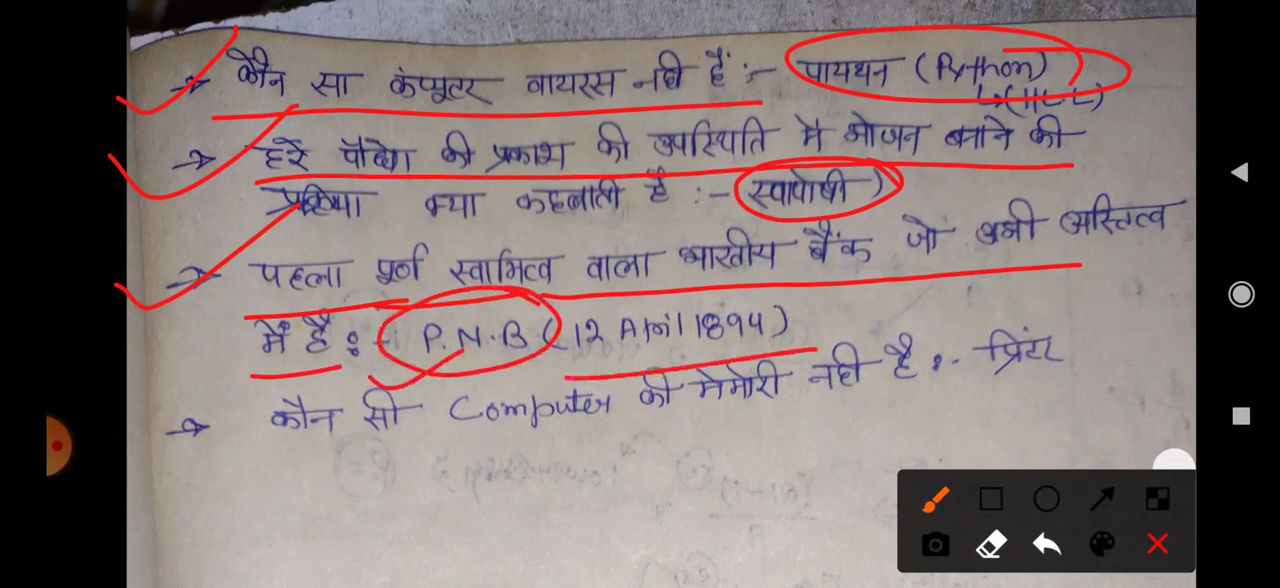 → कौन सा कंप्यूटर वायरस नही हैं :- पायथन (Python)
→ हरे पौधो की प्रकाश की उपस्थिति मे भोजन बनाने की
प्रक्रिया क्या कहलाती है :- स्वपोषी
→ पहला पूर्ण स्वामित्व वाला भारतीय बैंक जो अभी अस्तित्व
में है :- P.N.B (12 April 1894)
→ कौन सी Computer की मेमोरी नही है :- प्रिंटर